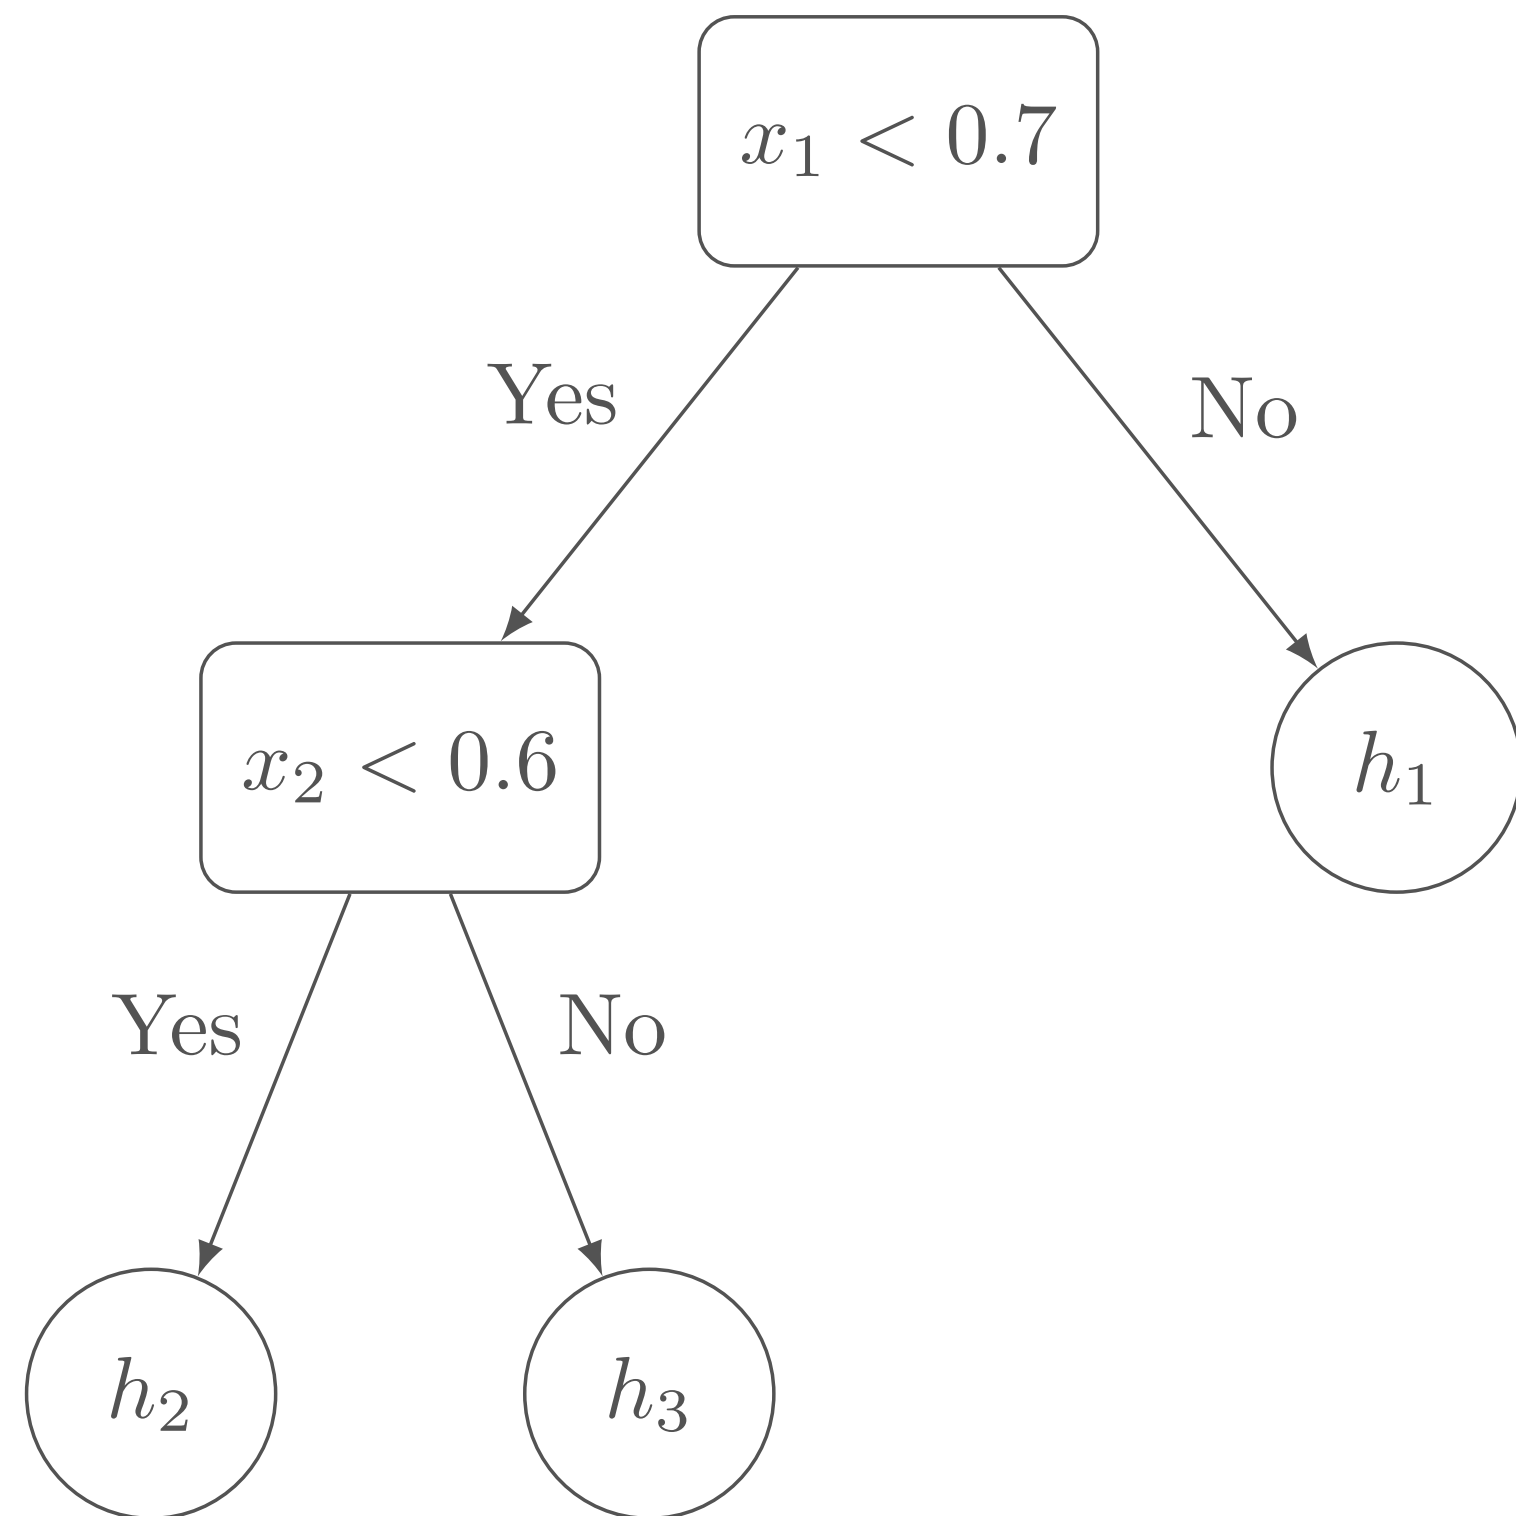 x₁ < 0.7
Yes
No
x₂ < 0.6
h₁
Yes
No
h₂
h₃